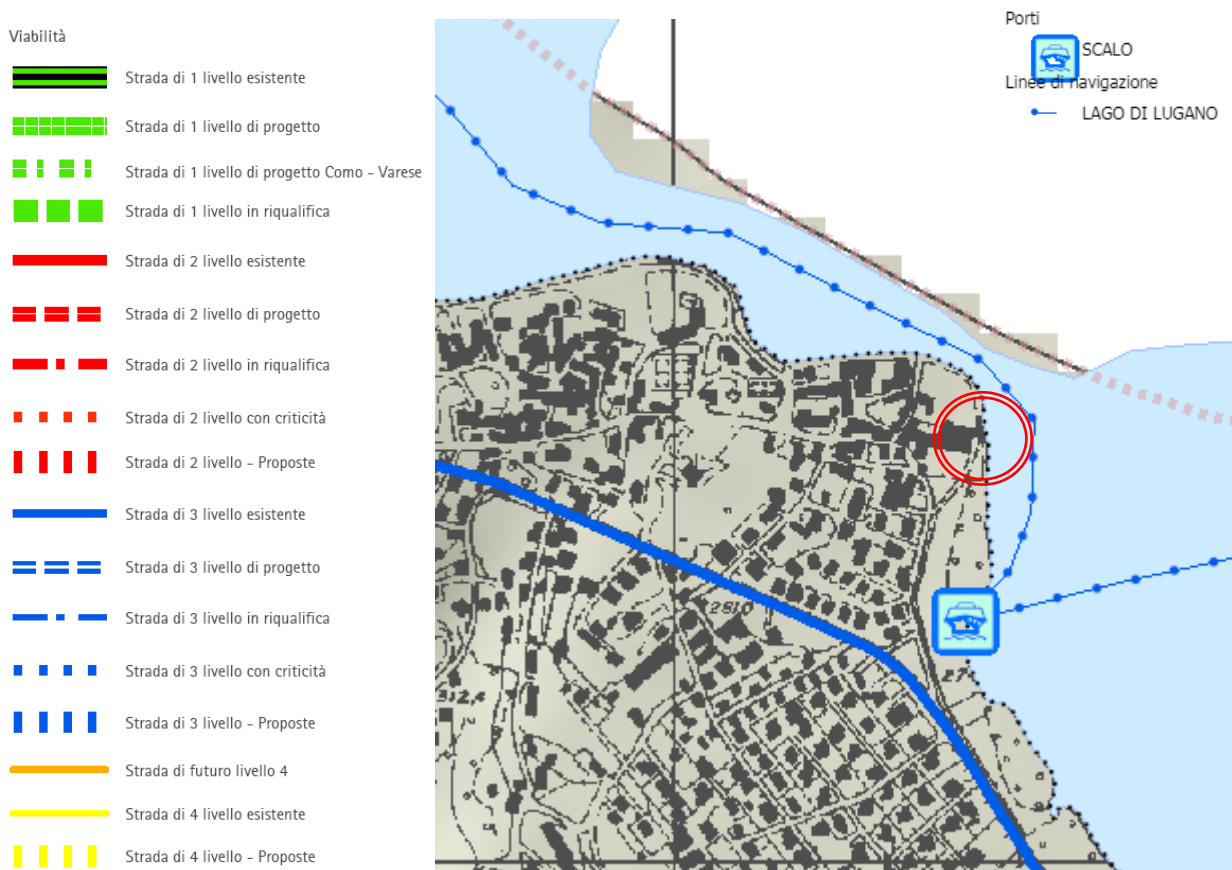 Viabilità
Strada di 1 livello esistente
Strada di 1 livello di progetto
Strada di 1 livello di progetto Como - Varese
Strada di 1 livello in riqualifica
Strada di 2 livello esistente
Strada di 2 livello di progetto
Strada di 2 livello in riqualifica
Strada di 2 livello con criticità
Strada di 2 livello - Proposte
Strada di 3 livello esistente
Strada di 3 livello di progetto
Strada di 3 livello in riqualifica
Strada di 3 livello con criticità
Strada di 3 livello - Proposte
Strada di futuro livello 4
Strada di 4 livello esistente
Strada di 4 livello - Proposte
Porti
SCALO
Linee di navigazione
LAGO DI LUGANO
312,4
27